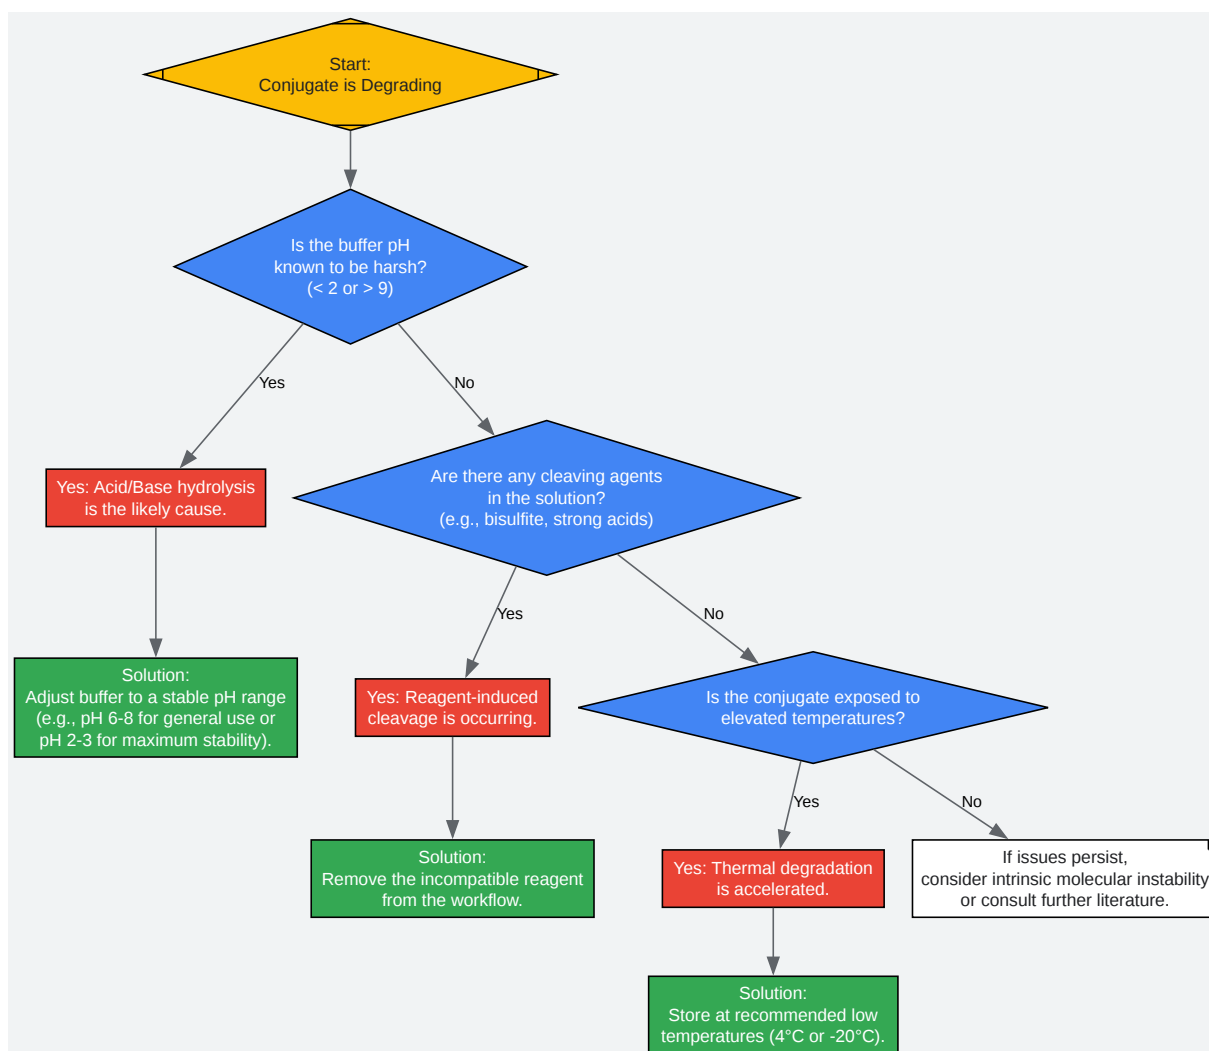 Start:
Conjugate is Degrading
Is the buffer pH
known to be harsh?
(< 2 or > 9)
Yes
No
Yes: Acid/Base hydrolysis
is the likely cause.
Are there any cleaving agents
in the solution?
(e.g., bisulfite, strong acids)
Yes
No
Solution:
Adjust buffer to a stable pH range
(e.g., pH 6-8 for general use or
pH 2-3 for maximum stability).
Yes: Reagent-induced
cleavage is occurring.
Is the conjugate exposed to
elevated temperatures?
Yes
No
Solution:
Remove the incompatible reagent
from the workflow.
Yes: Thermal degradation
is accelerated.
If issues persist,
consider intrinsic molecular instability
or consult further literature.
Solution:
Store at recommended low
temperatures (4°C or -20°C).